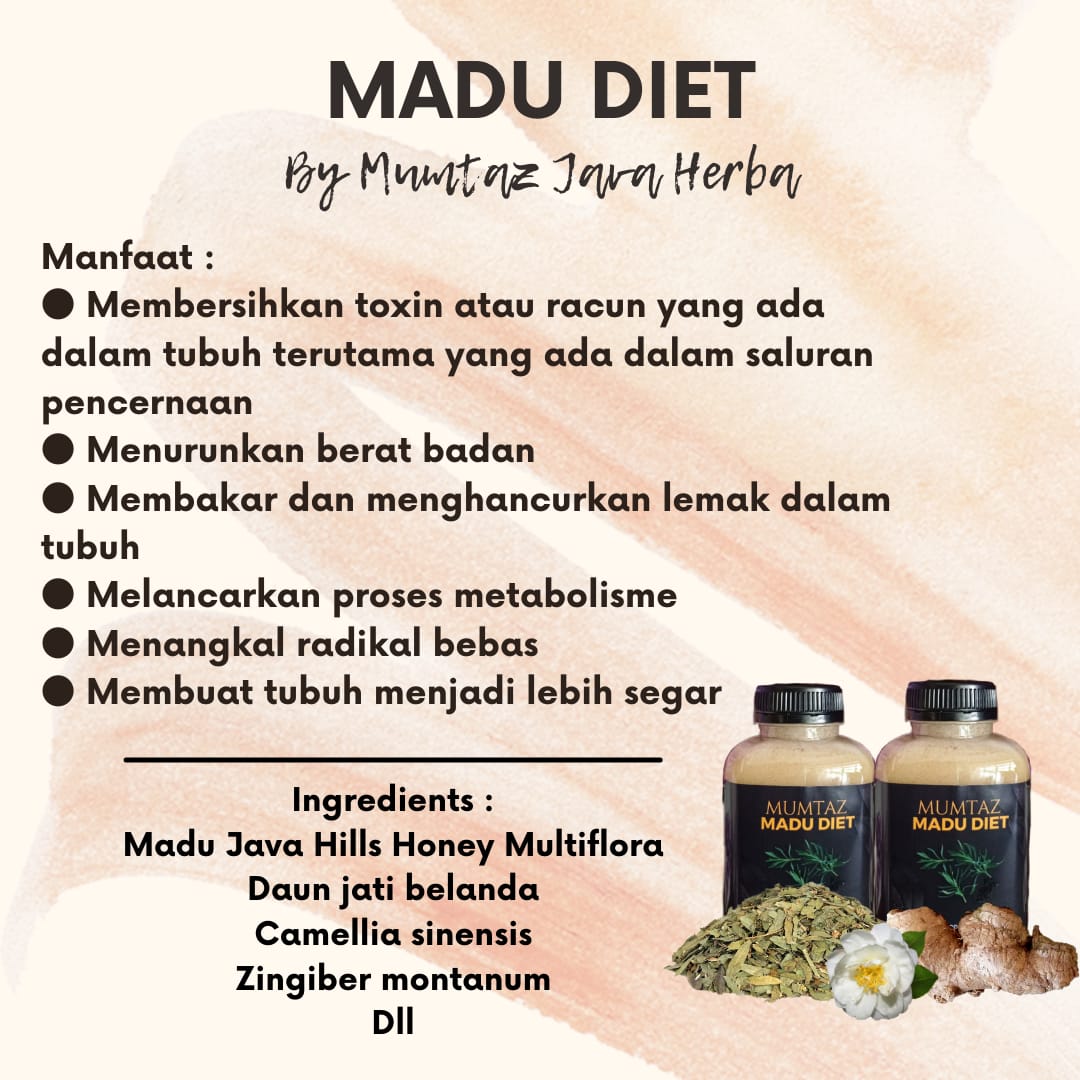 MADU DIET
By Mumtaz Java Herba
Manfaat :
● Membersihkan toxin atau racun yang ada
dalam tubuh terutama yang ada dalam saluran
pencernaan
● Menurunkan berat badan
● Membakar dan menghancurkan lemak dalam
tubuh
● Melancarkan proses metabolisme
● Menangkal radikal bebas
● Membuat tubuh menjadi lebih segar
Ingredients :
Madu Java Hills Honey Multiflora
Daun jati belanda
Camellia sinensis
Zingiber montanum
Dll
MUMTAZ
MADU DIET
MUMTAZ
MADU DIET